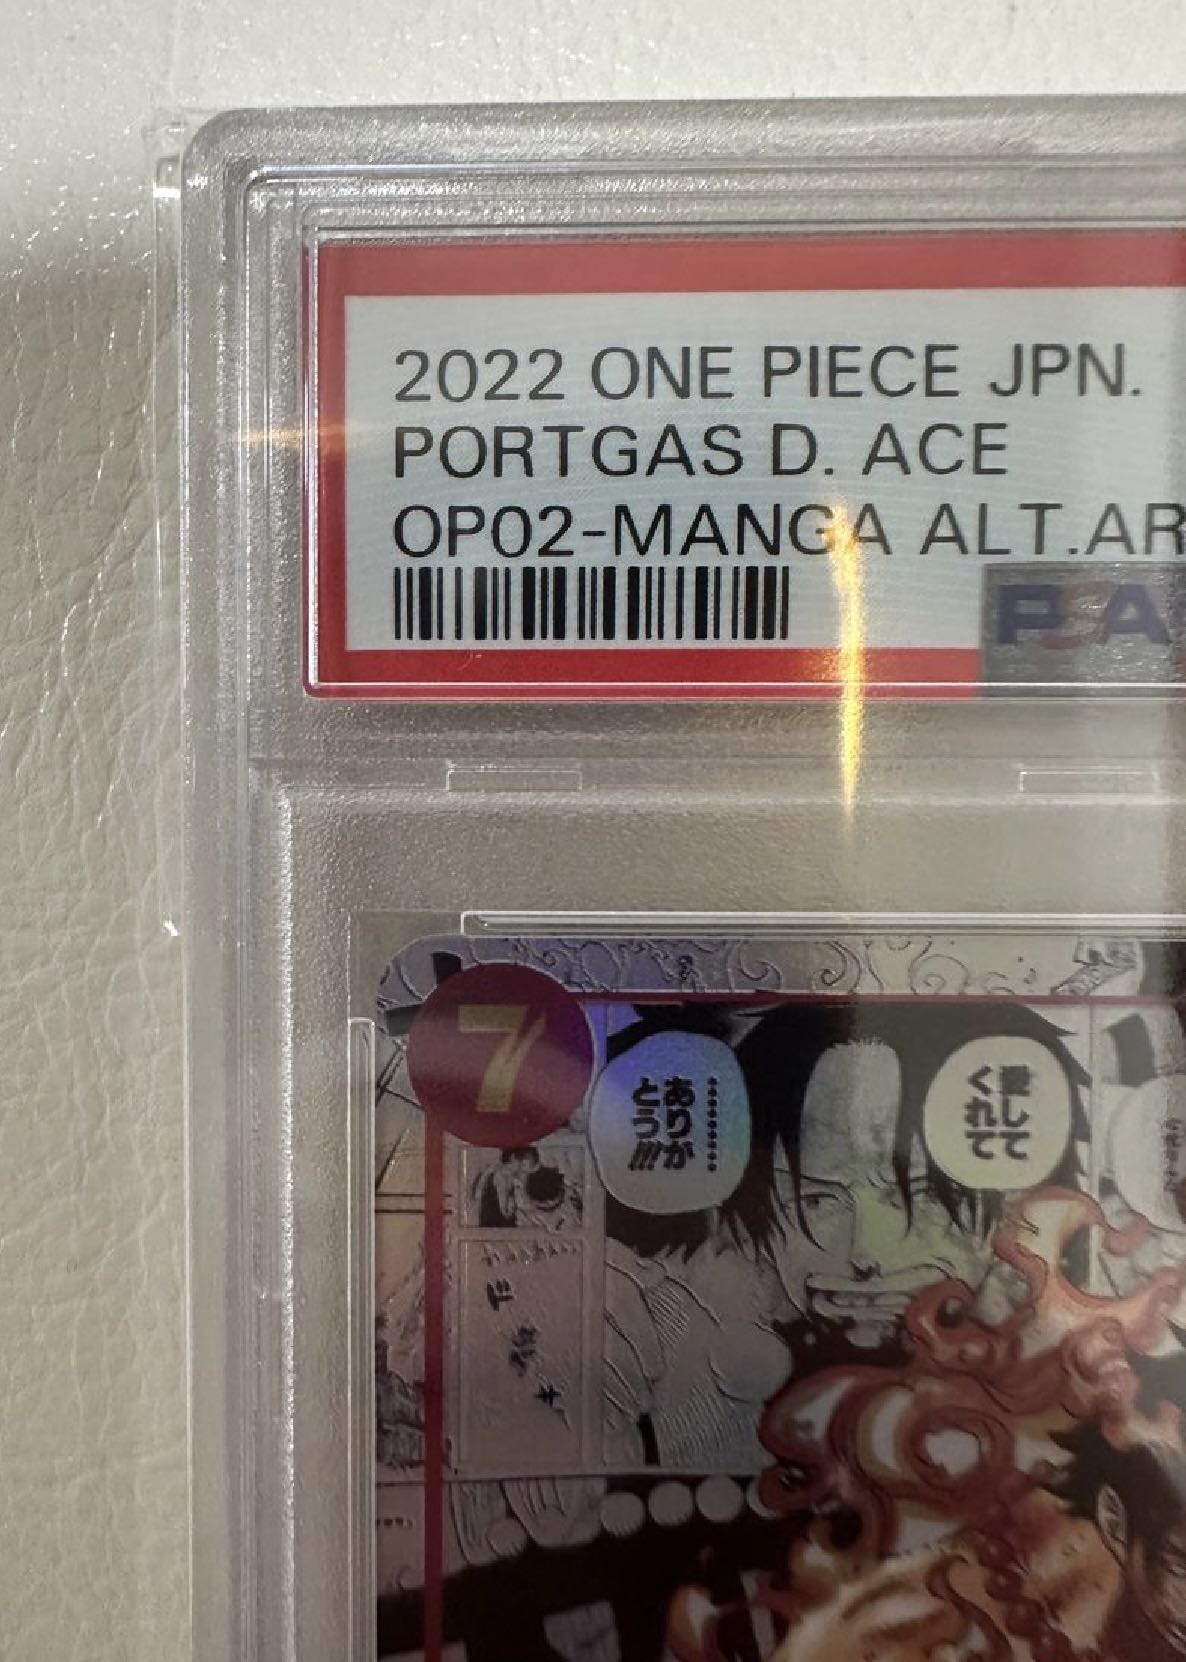 2022 ONE PIECE JPN.
PORTGAS D. ACE
OP02-MANGA ALT.AR
PSA
7
愛して
くれて
………
ありが
とう!!!